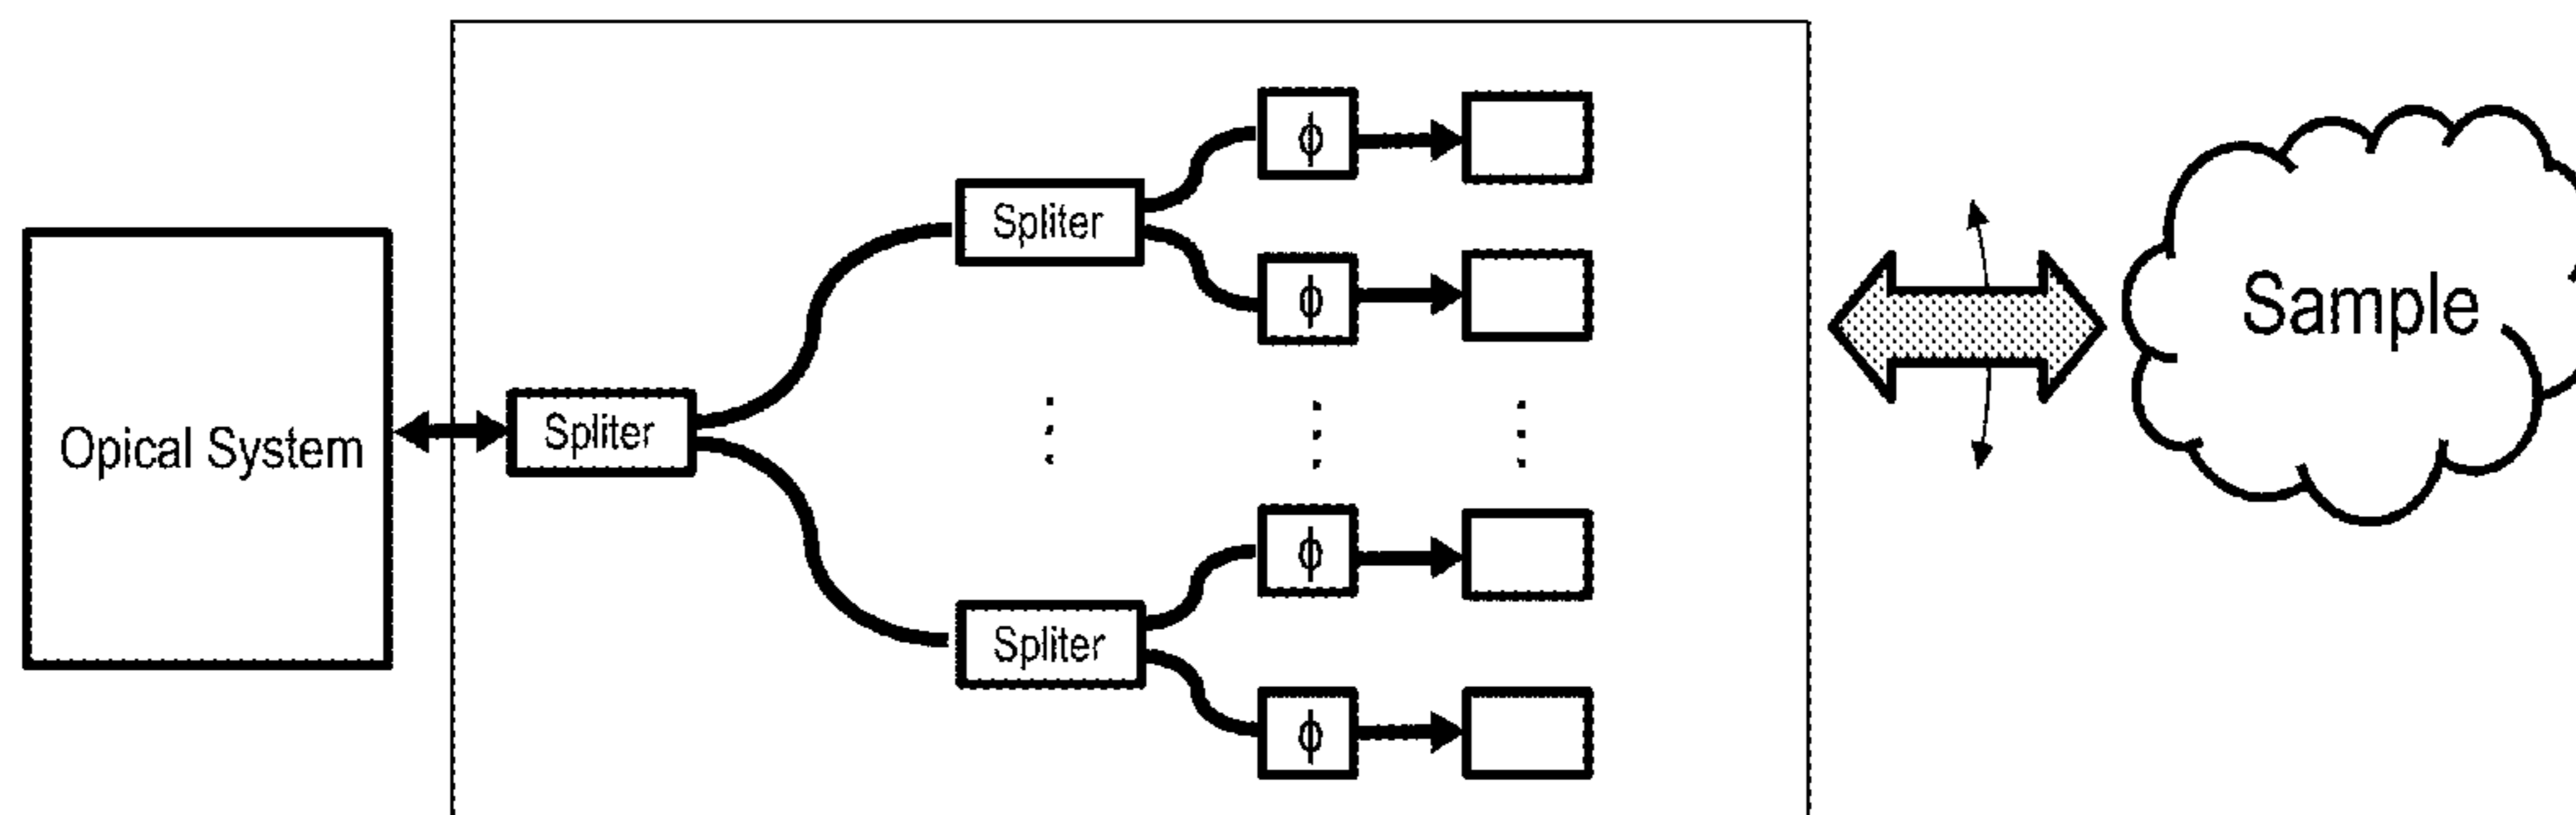 ϕ
Spliter
ϕ
Sample
Opical System
Spliter
ϕ
Spliter
ϕ